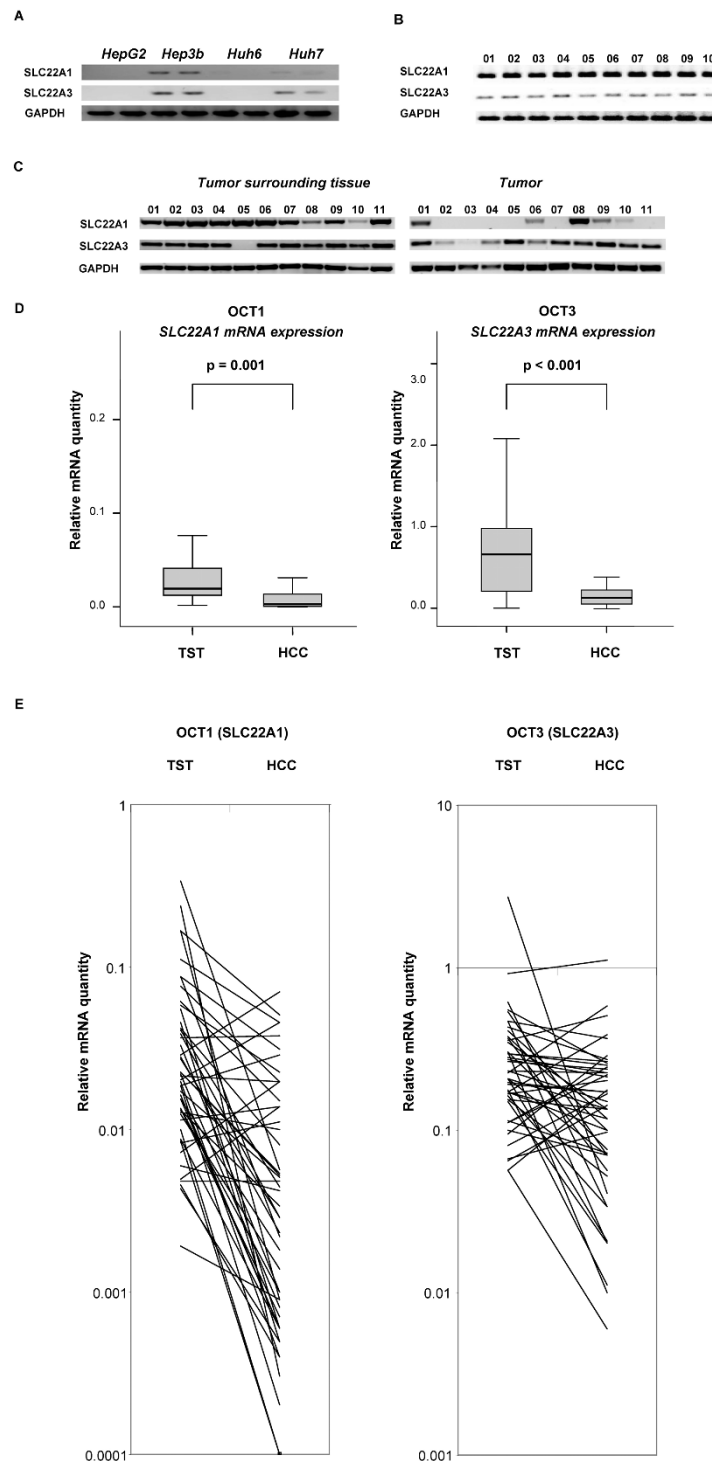 A
HepG2 Hep3b Huh6 Huh7
SLC22A1
SLC22A3
GAPDH
B
01 02 03 04 05 06 07 08 09 10
SLC22A1
SLC22A3
GAPDH
C
Tumor surrounding tissue Tumor
01 02 03 04 05 06 07 08 09 10 11 01 02 03 04 05 06 07 08 09 10 11
SLC22A1
SLC22A3
GAPDH
D
OCT1
SLC22A1 mRNA expression
p = 0.001
Relative mRNA quantity
0.2
0.1
0.0
TST HCC
OCT3
SLC22A3 mRNA expression
p < 0.001
Relative mRNA quantity
3.0
2.0
1.0
0.0
TST HCC
E
OCT1 (SLC22A1)
TST HCC
Relative mRNA quantity
1
0.1
0.01
0.001
0.0001
OCT3 (SLC22A3)
TST HCC
Relative mRNA quantity
10
1
0.1
0.01
0.001